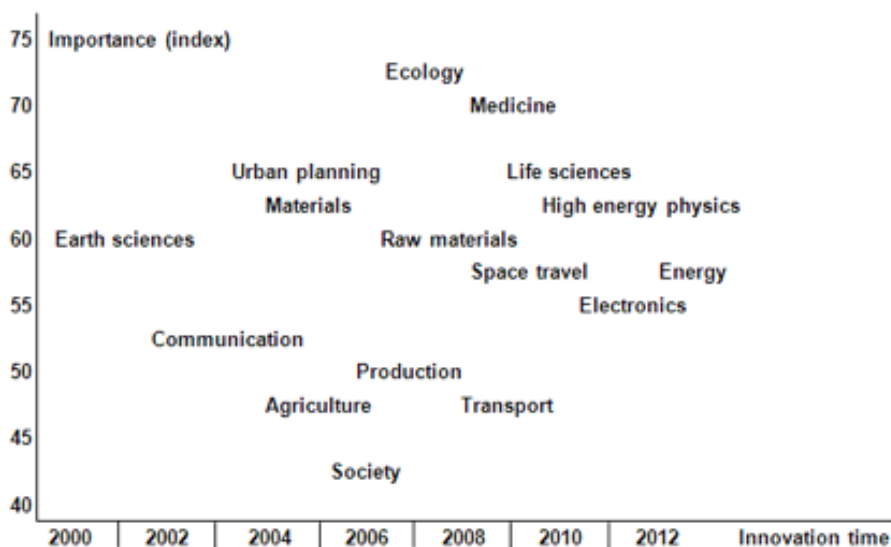 75 Importance (index)
Ecology
70 Medicine
65 Urban planning Life sciences
Materials High energy physics
60 Earth sciences Raw materials
Space travel Energy
55 Electronics
Communication
50 Production
Agriculture Transport
45
Society
40
2000 2002 2004 2006 2008 2010 2012 Innovation time